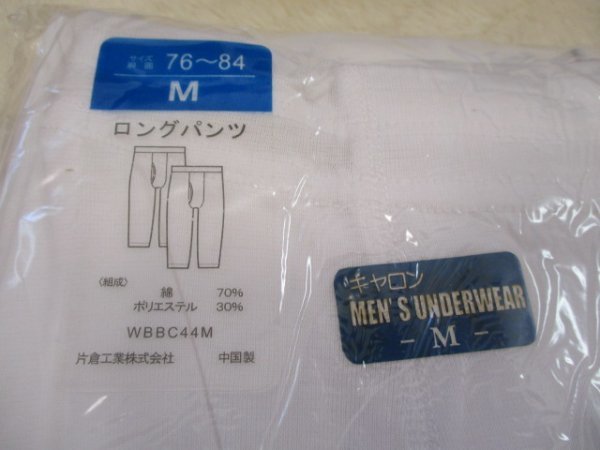 サイズ
胴囲 76〜84
M
ロングパンツ
〈組成〉
綿 70%
ポリエステル 30%
WBBC44M
片倉工業株式会社 中国製
キャロン
MEN'S UNDERWEAR
- M -